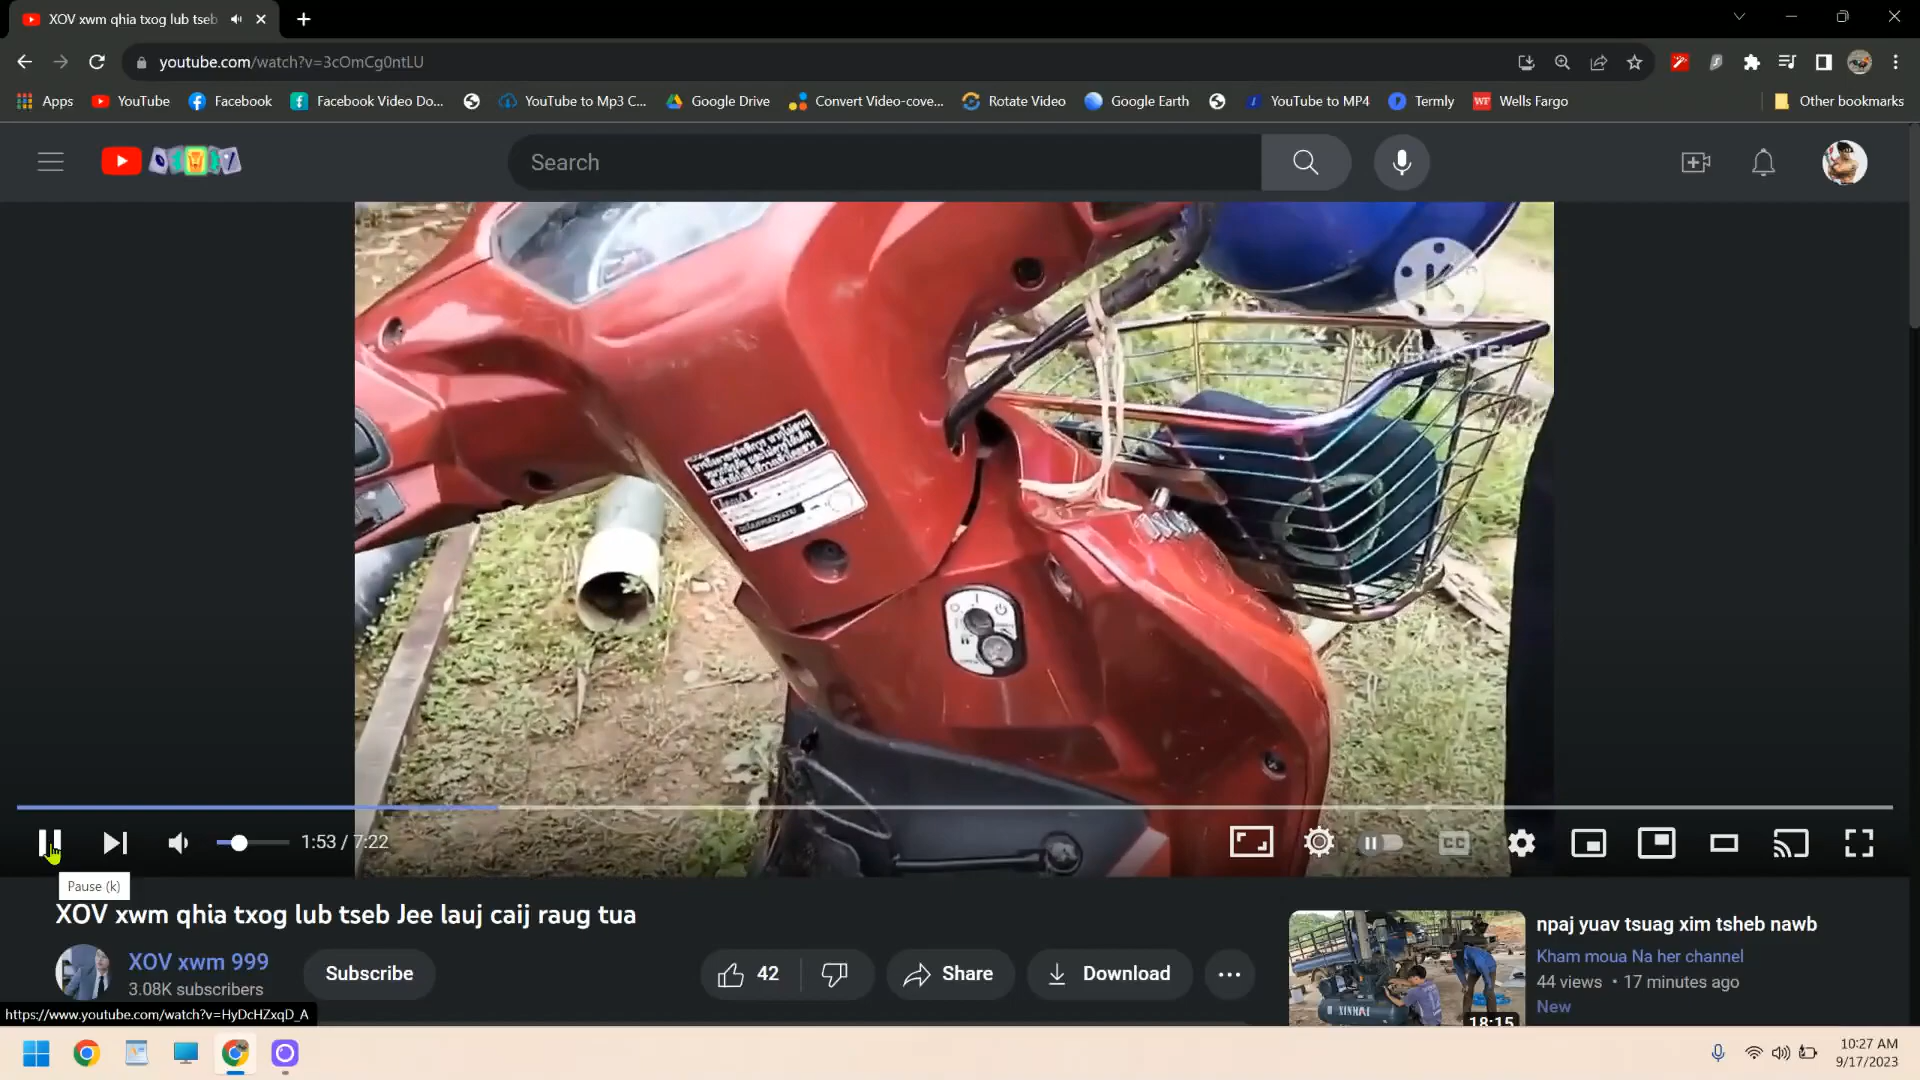 XOV xwm qhia txog lub tseb
youtube.com/watch?v=3cOmCg0ntLU
Apps YouTube Facebook Facebook Video Do... YouTube to Mp3 C... Google Drive Convert Video-cove... Rotate Video Google Earth YouTube to MP4 Termly WF Wells Fargo Other bookmarks
Search
K
KINEMASTER
1:53 / 7:22
CC
Pause (k)
XOV xwm qhia txog lub tseb Jee lauj caij raug tua
XOV xwm 999
3.08K subscribers
Subscribe
42
Share
Download
XINMAI
18:15
npaj yuav tsuag xim tsheb nawb
Kham moua Na her channel
44 views • 17 minutes ago
New
https://www.youtube.com/watch?v=HyDcHZxqD_A
10:27 AM
9/17/2023